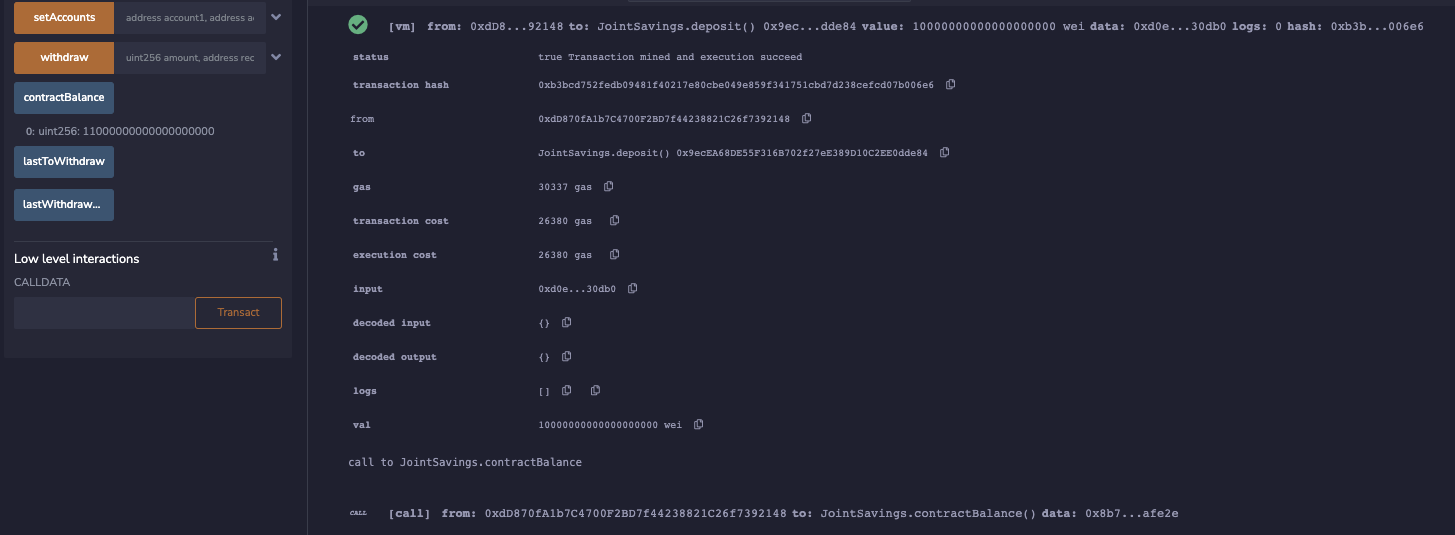 setAccounts address account1, address a
withdraw uint256 amount, address rec
contractBalance
0: uint256: 11000000000000000000
lastToWithdraw
lastWithdraw...
Low level interactions
CALLDATA
Transact
[vm] from: 0xdD8...92148 to: JointSavings.deposit() 0x9ec...dde84 value: 10000000000000000000 wei data: 0xd0e...30db0 logs: 0 hash: 0xb3b...006e6
status true Transaction mined and execution succeed
transaction hash 0xb3bcd752fedb09481f40217e80cbe049e859f341751cbd7d238cefcd07b006e6
from 0xdD870fA1b7C4700F2BD7f44238821C26f7392148
to JointSavings.deposit() 0x9ecEA68DE55F316B702f27eE389D10C2EE0dde84
gas 30337 gas
transaction cost 26380 gas
execution cost 26380 gas
input 0xd0e...30db0
decoded input {}
decoded output {}
logs []
val 10000000000000000000 wei
call to JointSavings.contractBalance
CALL [call] from: 0xdD870fA1b7C4700F2BD7f44238821C26f7392148 to: JointSavings.contractBalance() data: 0x8b7...afe2e